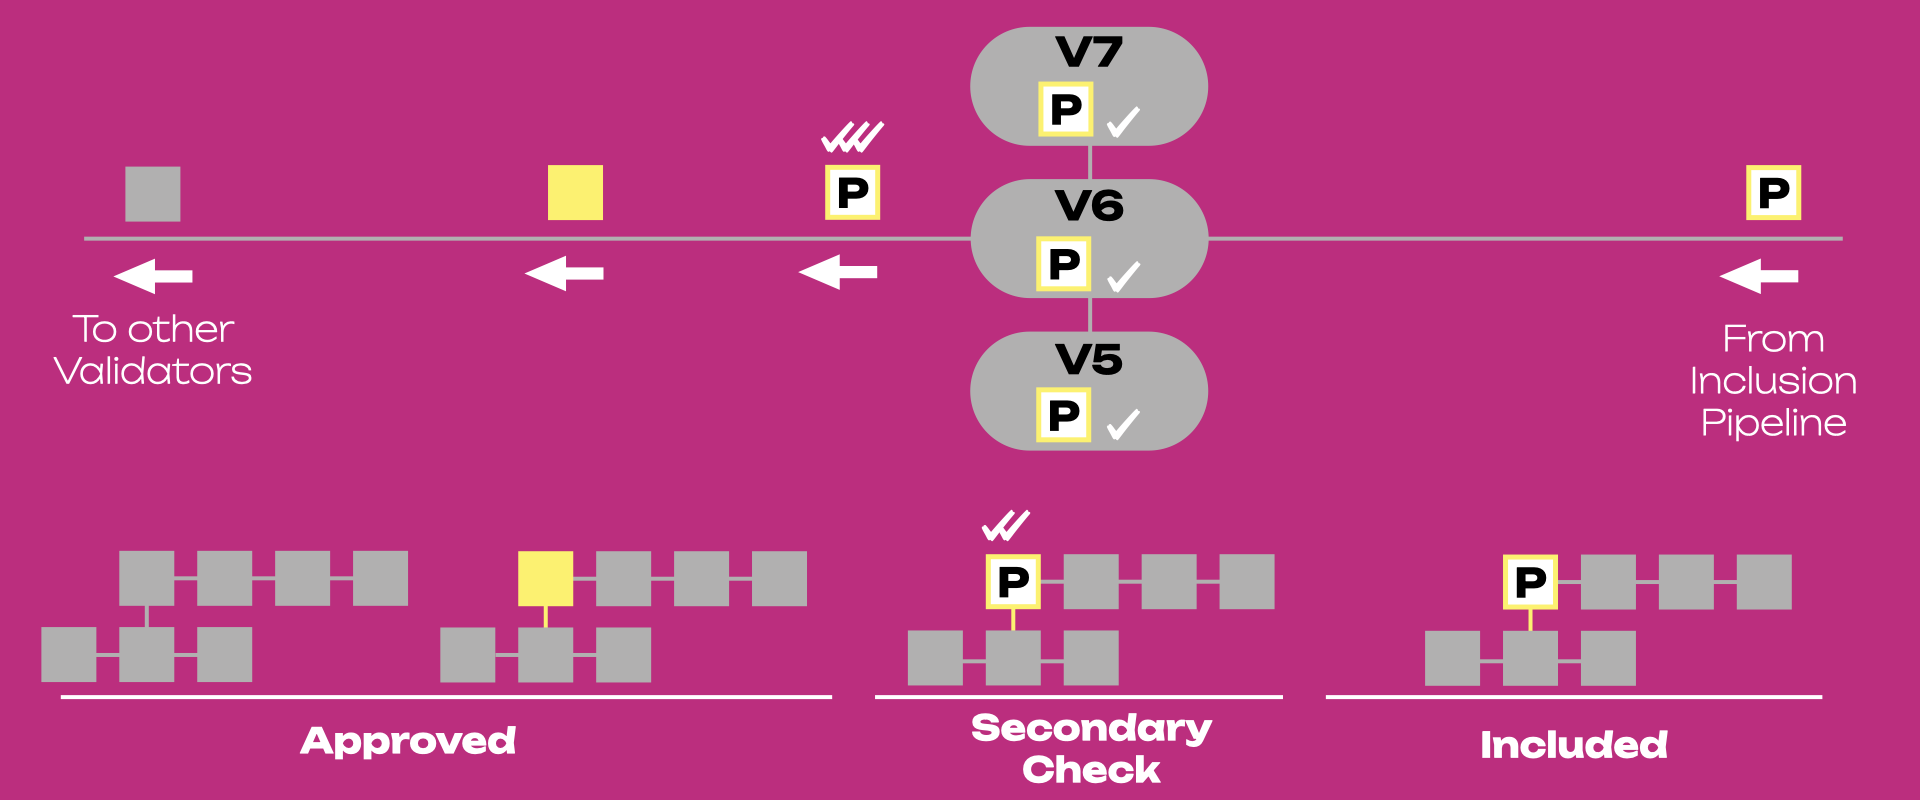 V7
P
P
V6
P
P
V5
P
To other
Validators
From
Inclusion
Pipeline
P
P
Approved
Secondary
Check
Included